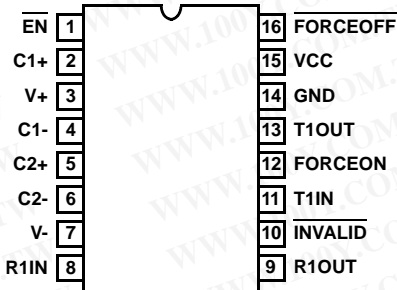 EN 1 16 FORCEOFF
C1+ 2 15 VCC
V+ 3 14 GND
C1- 4 13 T1OUT
C2+ 5 12 FORCEON
C2- 6 11 T1IN
V- 7 10 INVALID
R1IN 8 9 R1OUT